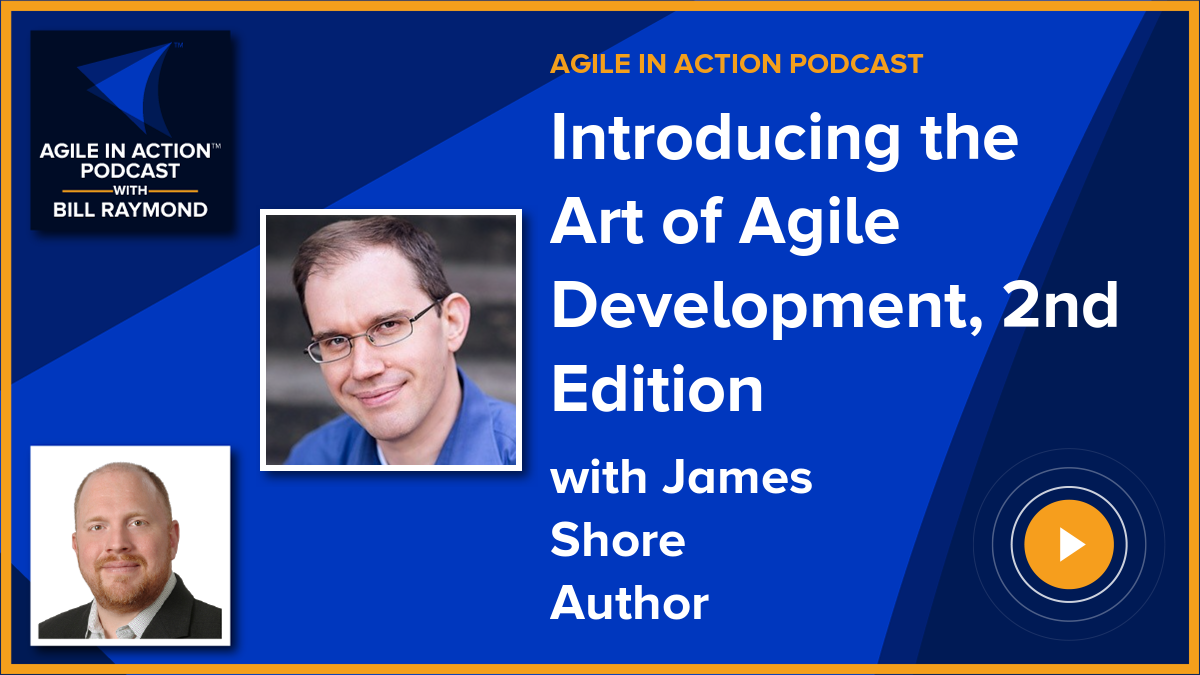 AGILE IN ACTION™
PODCAST
WITH
BILL RAYMOND
AGILE IN ACTION PODCAST
Introducing the
Art of Agile
Development, 2nd
Edition
with James
Shore
Author